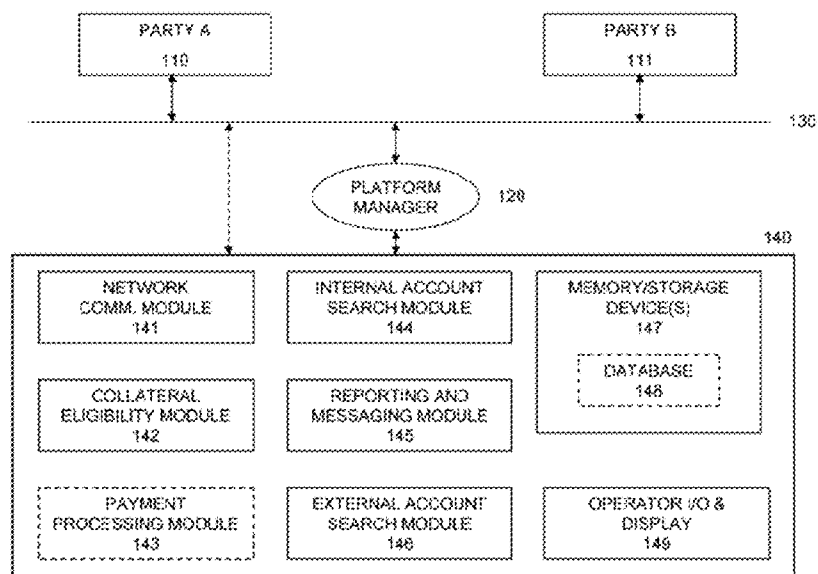 PARTY A
110
PARTY B
111
130
PLATFORM
MANAGER
120
140
NETWORK
COMM. MODULE
141
INTERNAL ACCOUNT
SEARCH MODULE
144
MEMORY/STORAGE
DEVICE(S)
147
DATABASE
148
COLLATERAL
ELIGIBILITY MODULE
142
REPORTING AND
MESSAGING MODULE
145
PAYMENT
PROCESSING MODULE
143
EXTERNAL ACCOUNT
SEARCH MODULE
146
OPERATOR I/O &
DISPLAY
149